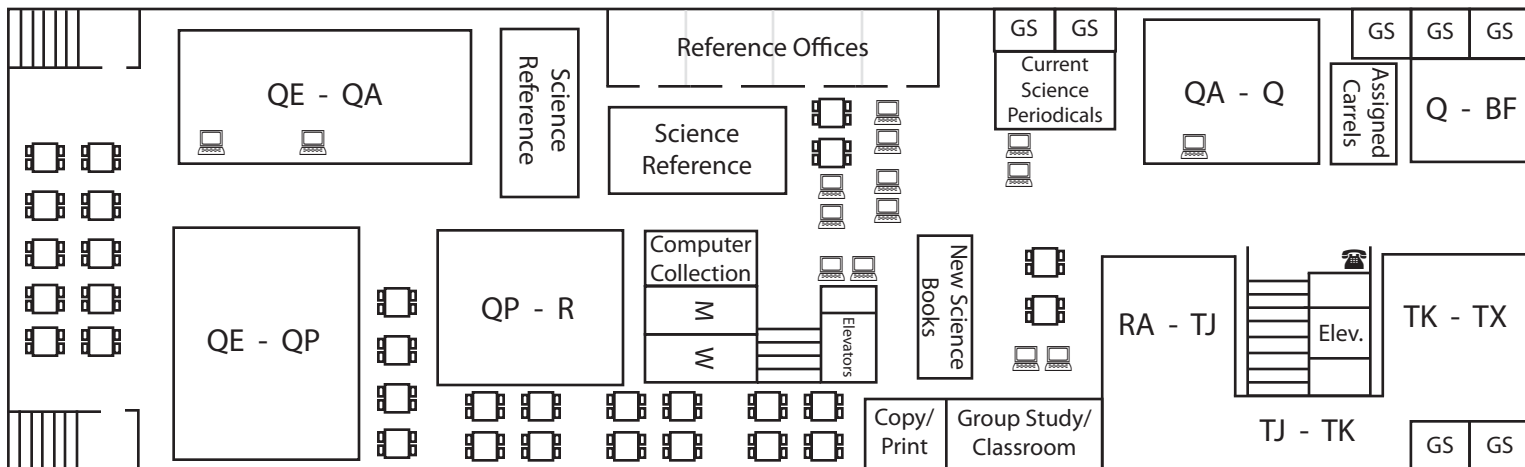 GS
GS
GS
GS
GS
Reference Offices
Science
Reference
Current
Science
Periodicals
Assigned
Carrels
QE - QA
QA - Q
Q - BF
Science
Reference
Computer
Collection
New Science
Books
M
QE - QP
QP - R
W
Elevators
RA - TJ
Elev.
TK - TX
Copy/
Print
Group Study/
Classroom
TJ - TK
GS
GS